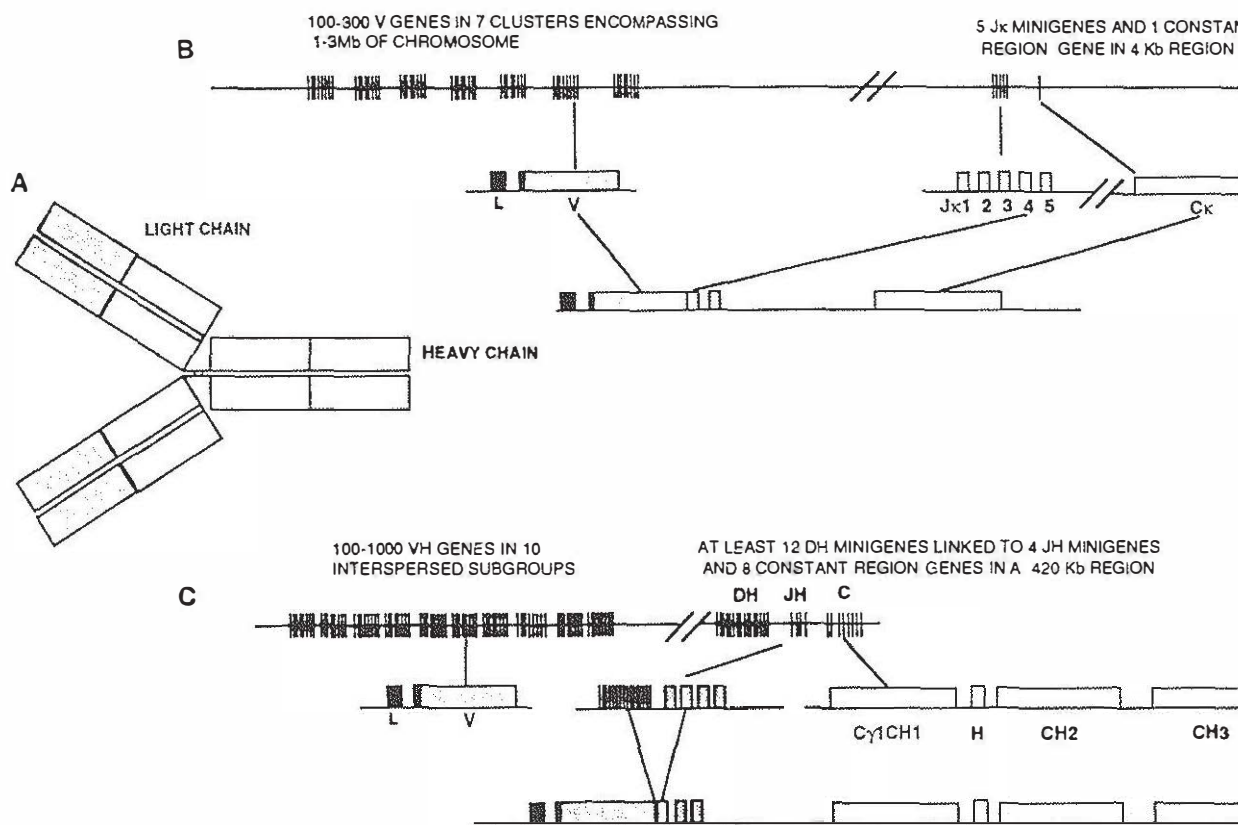 B
100-300 V GENES IN 7 CLUSTERS ENCOMPASSING
1-3Mb OF CHROMOSOME
5 Jκ MINIGENES AND 1 CONSTA
REGION GENE IN 4 Kb REGION
L
V
Jκ1 2 3 4 5
Cκ
A
LIGHT CHAIN
HEAVY CHAIN
C
100-1000 VH GENES IN 10
INTERSPERSED SUBGROUPS
AT LEAST 12 DH MINIGENES LINKED TO 4 JH MINIGENES
AND 8 CONSTANT REGION GENES IN A 420 Kb REGION
DH JH C
L
V
Cγ1CH1 H CH2 CH3